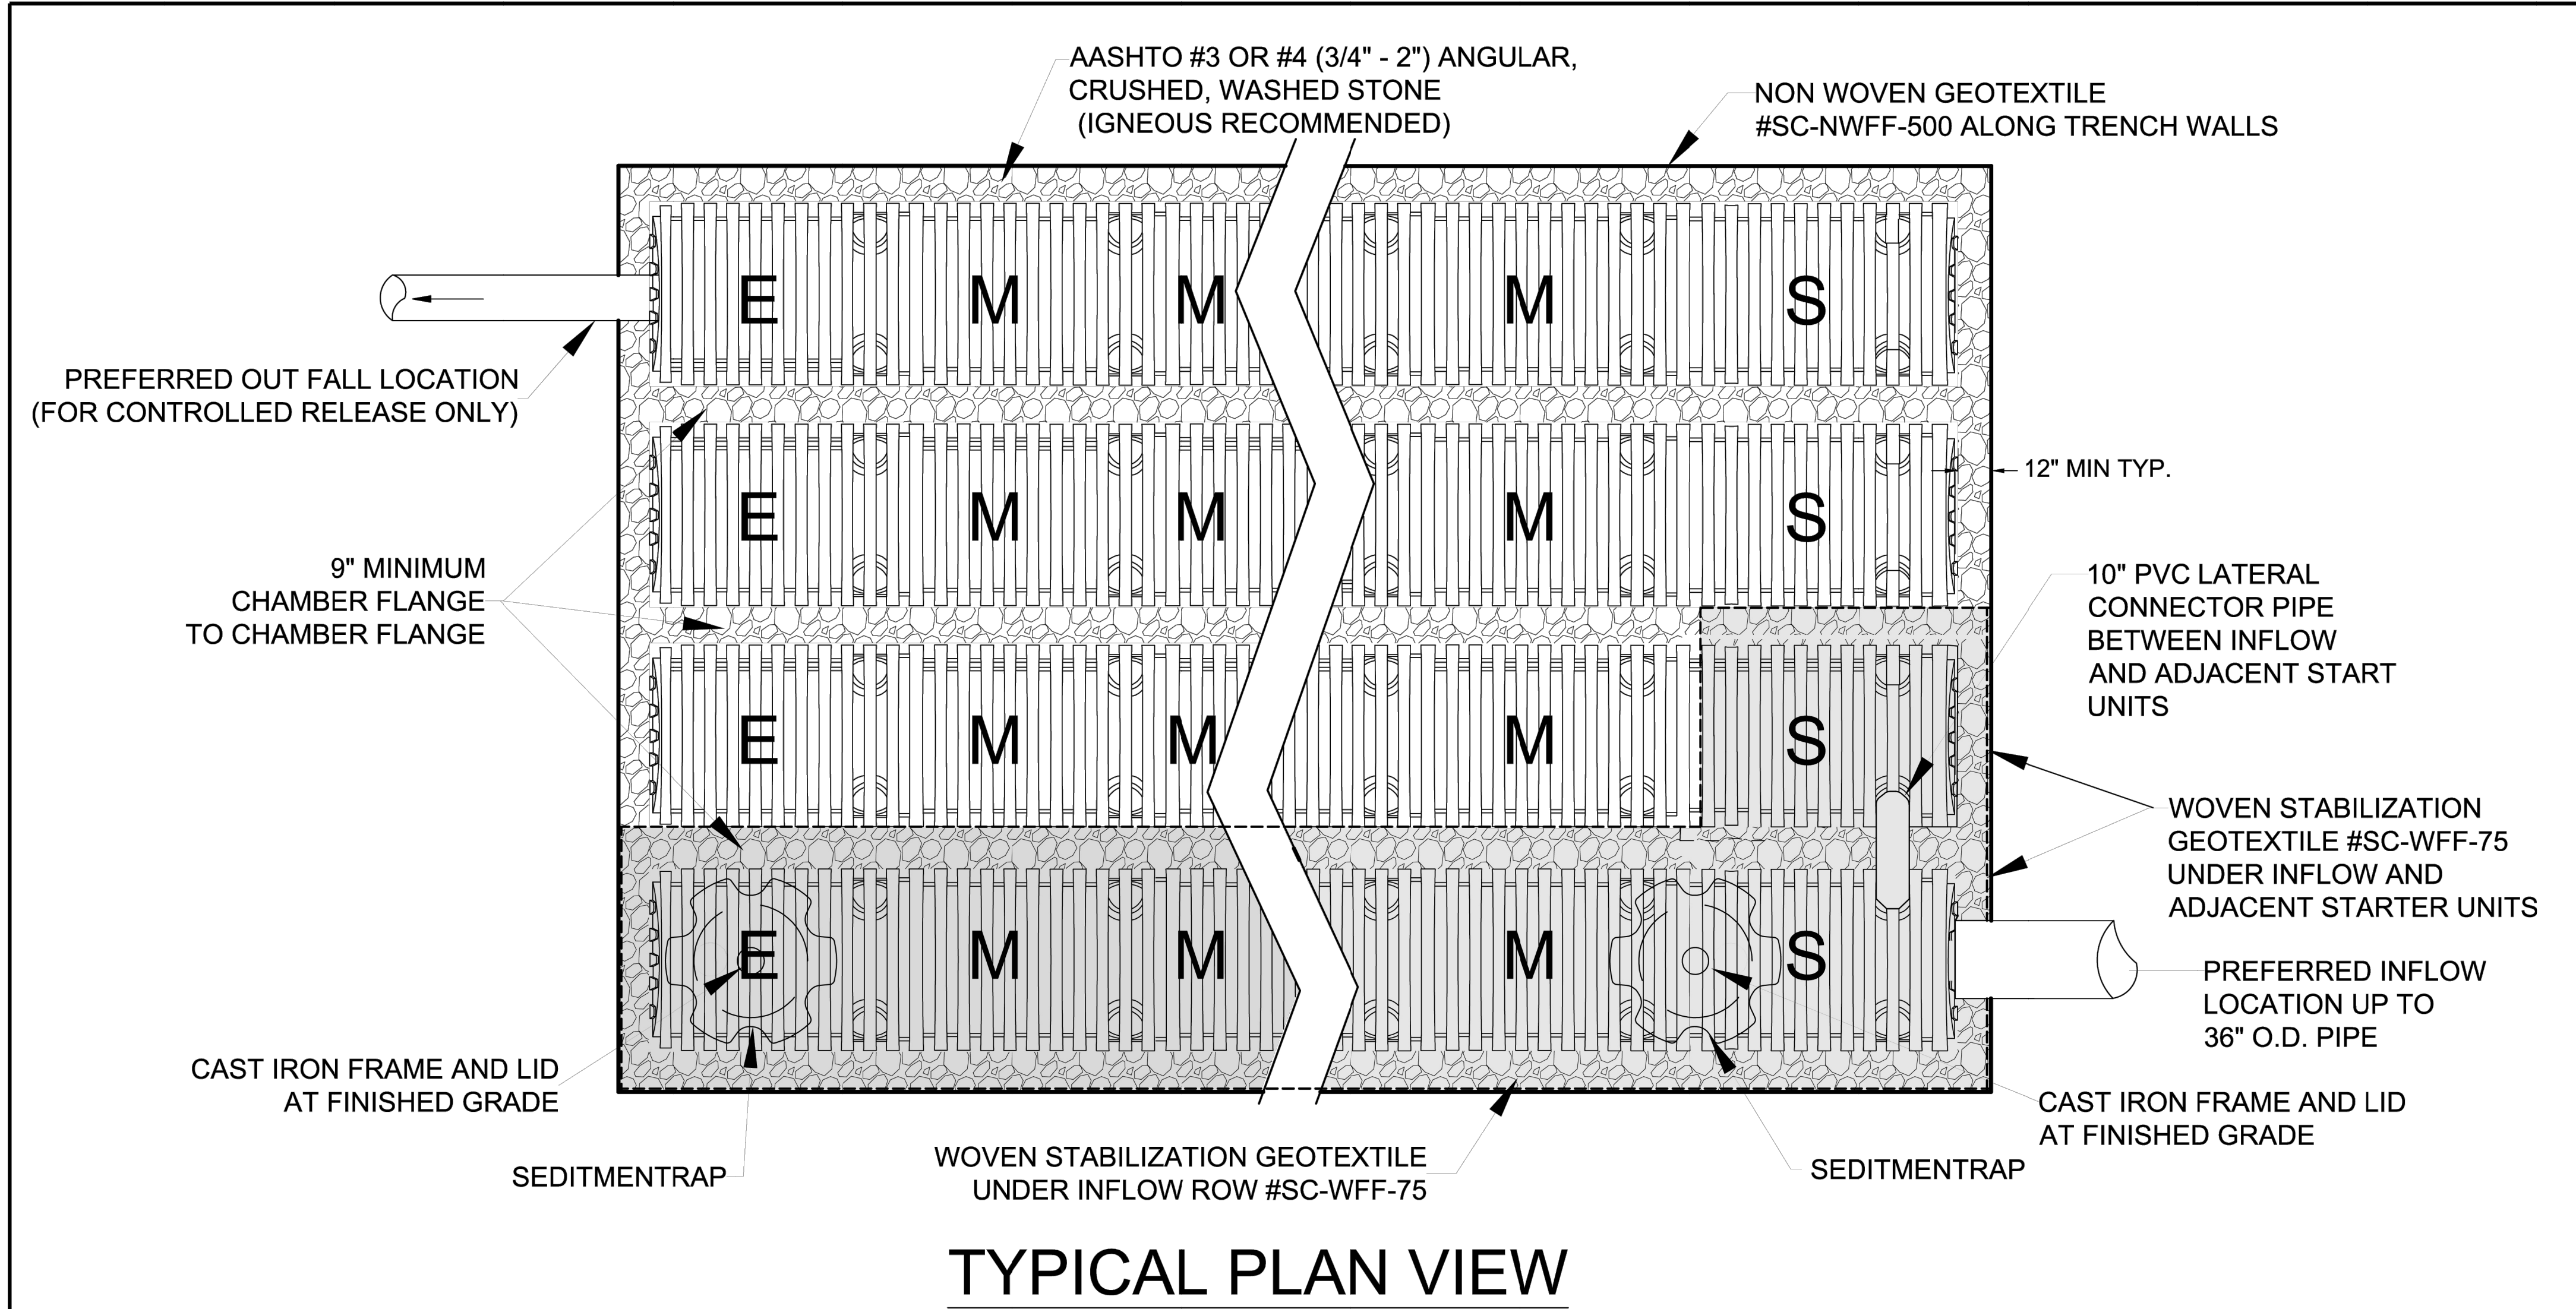 AASHTO #3 OR #4 (3/4" - 2") ANGULAR,
CRUSHED, WASHED STONE
(IGNEOUS RECOMMENDED)
NON WOVEN GEOTEXTILE
#SC-NWFF-500 ALONG TRENCH WALLS
E M M M S
PREFERRED OUT FALL LOCATION
(FOR CONTROLLED RELEASE ONLY)
E M M M S
12" MIN TYP.
9" MINIMUM
CHAMBER FLANGE
TO CHAMBER FLANGE
10" PVC LATERAL
CONNECTOR PIPE
BETWEEN INFLOW
AND ADJACENT START
UNITS
E M M M S
WOVEN STABILIZATION
GEOTEXTILE #SC-WFF-75
UNDER INFLOW AND
ADJACENT STARTER UNITS
E M M M S
PREFERRED INFLOW
LOCATION UP TO
36" O.D. PIPE
CAST IRON FRAME AND LID
AT FINISHED GRADE
CAST IRON FRAME AND LID
AT FINISHED GRADE
SEDITMENTRAP
WOVEN STABILIZATION GEOTEXTILE
UNDER INFLOW ROW #SC-WFF-75
SEDITMENTRAP
TYPICAL PLAN VIEW